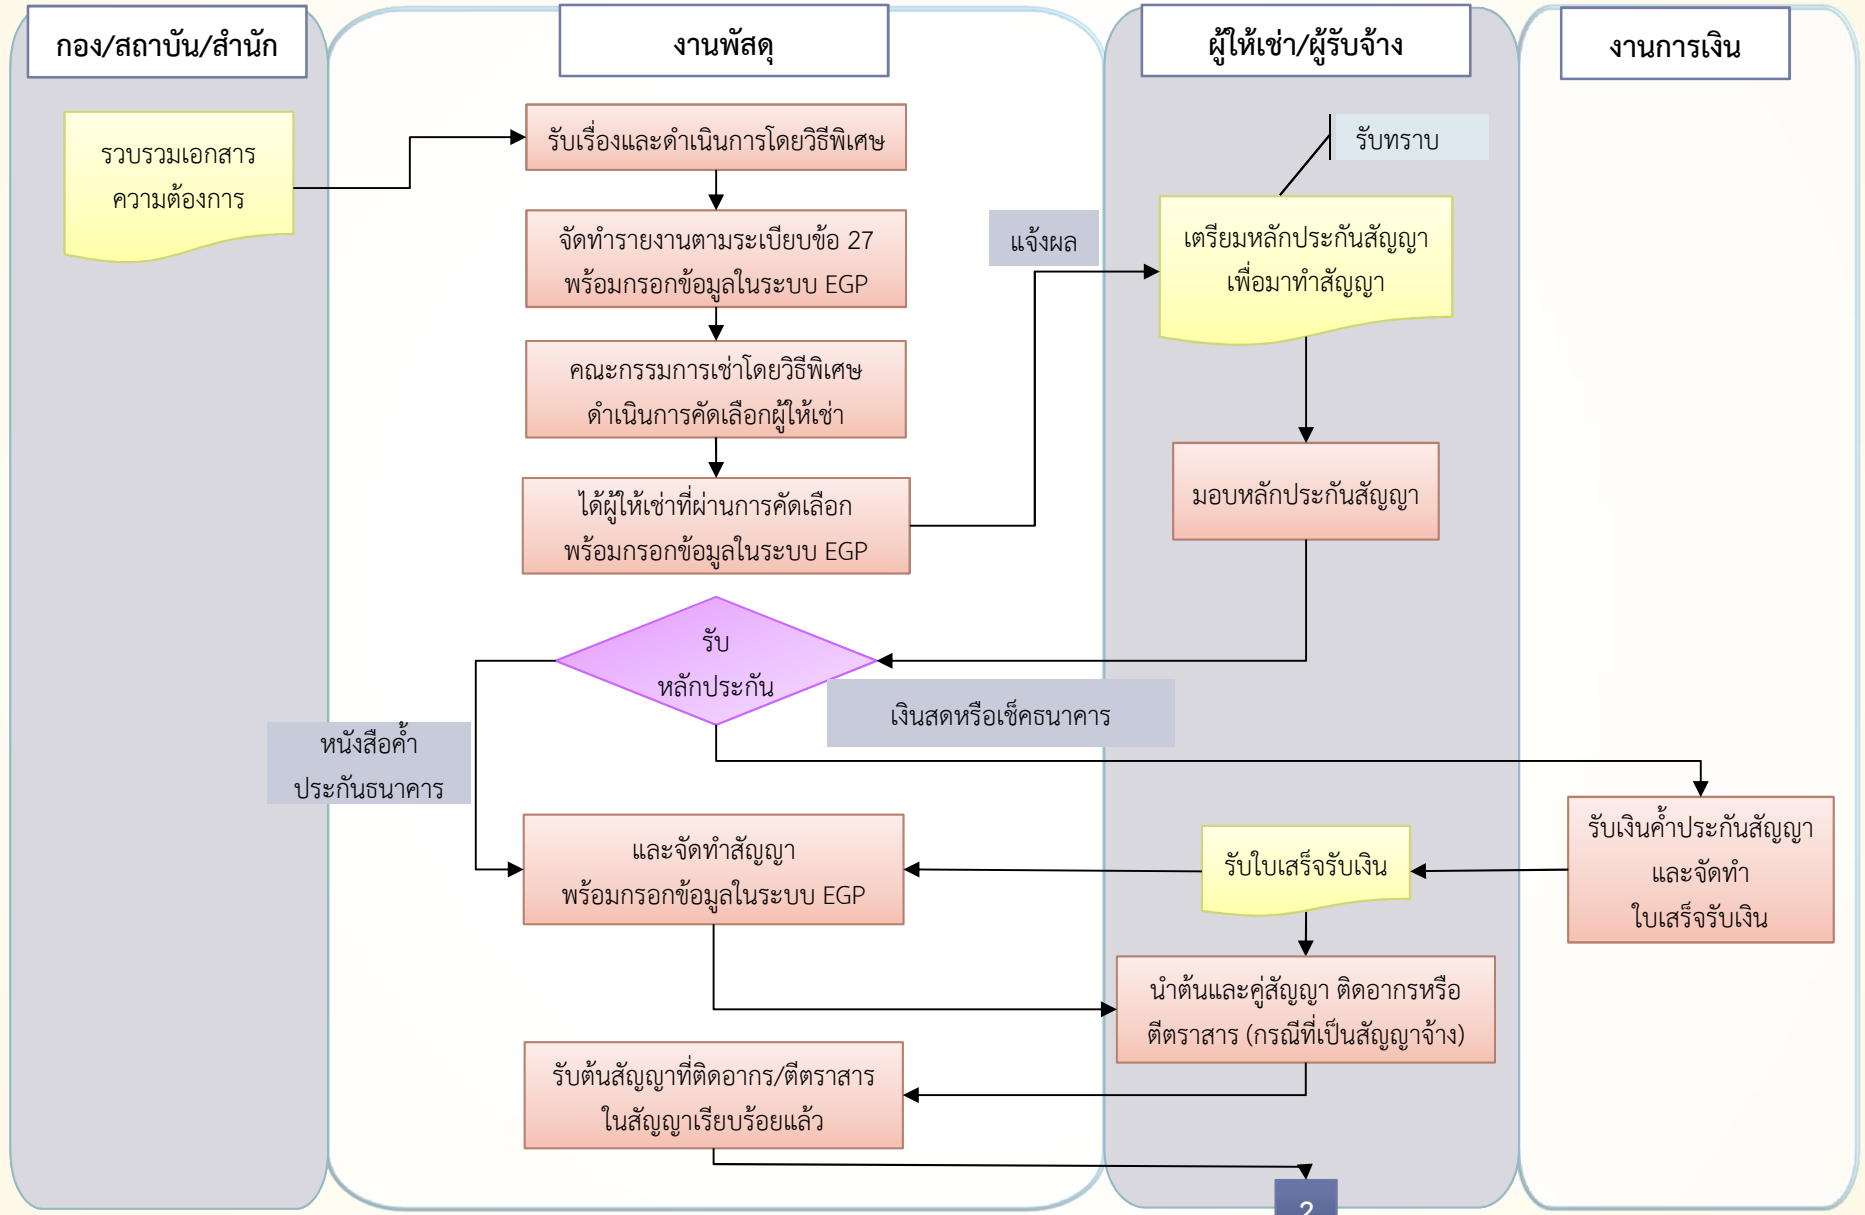 กอง/สถาบัน/สำนัก
งานพัสดุ
ผู้ให้เช่า/ผู้รับจ้าง
งานการเงิน
รวบรวมเอกสาร
ความต้องการ
รับเรื่องและดำเนินการโดยวิธีพิเศษ
รับทราบ
จัดทำรายงานตามระเบียบข้อ 27
พร้อมกรอกข้อมูลในระบบ EGP
แจ้งผล
เตรียมหลักประกันสัญญา
เพื่อมาทำสัญญา
คณะกรรมการเช่าโดยวิธีพิเศษ
ดำเนินการคัดเลือกผู้ให้เช่า
ได้ผู้ให้เช่าที่ผ่านการคัดเลือก
พร้อมกรอกข้อมูลในระบบ EGP
มอบหลักประกันสัญญา
รับ
หลักประกัน
เงินสดหรือเช็คธนาคาร
หนังสือค้ำ
ประกันธนาคาร
และจัดทำสัญญา
พร้อมกรอกข้อมูลในระบบ EGP
รับใบเสร็จรับเงิน
รับเงินค้ำประกันสัญญา
และจัดทำ
ใบเสร็จรับเงิน
นำต้นและคู่สัญญา ติดอากรหรือ
ตีตราสาร (กรณีที่เป็นสัญญาจ้าง)
รับต้นสัญญาที่ติดอากร/ตีตราสาร
ในสัญญาเรียบร้อยแล้ว
2